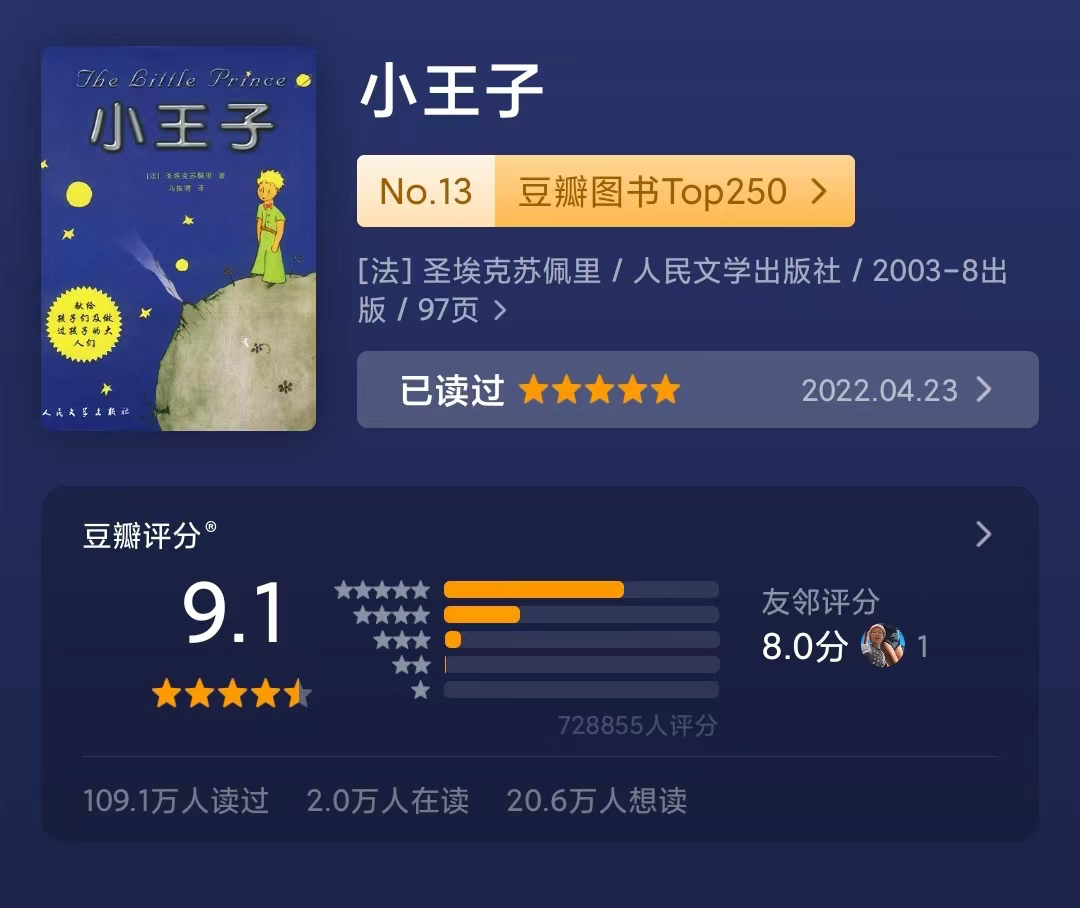 The Little Prince
小王子
[法] 圣埃克苏佩里 著
马振骋 译
献给
孩子们及做
过孩子的大
人们
人民文学出版社
小王子
No.13 豆瓣图书Top250 >
[法] 圣埃克苏佩里 / 人民文学出版社 / 2003-8出
版 / 97页 >
已读过 ★★★★★ 2022.04.23 >
豆瓣评分® >
9.1
友邻评分
8.0分 1
728855人评分
109.1万人读过 2.0万人在读 20.6万人想读